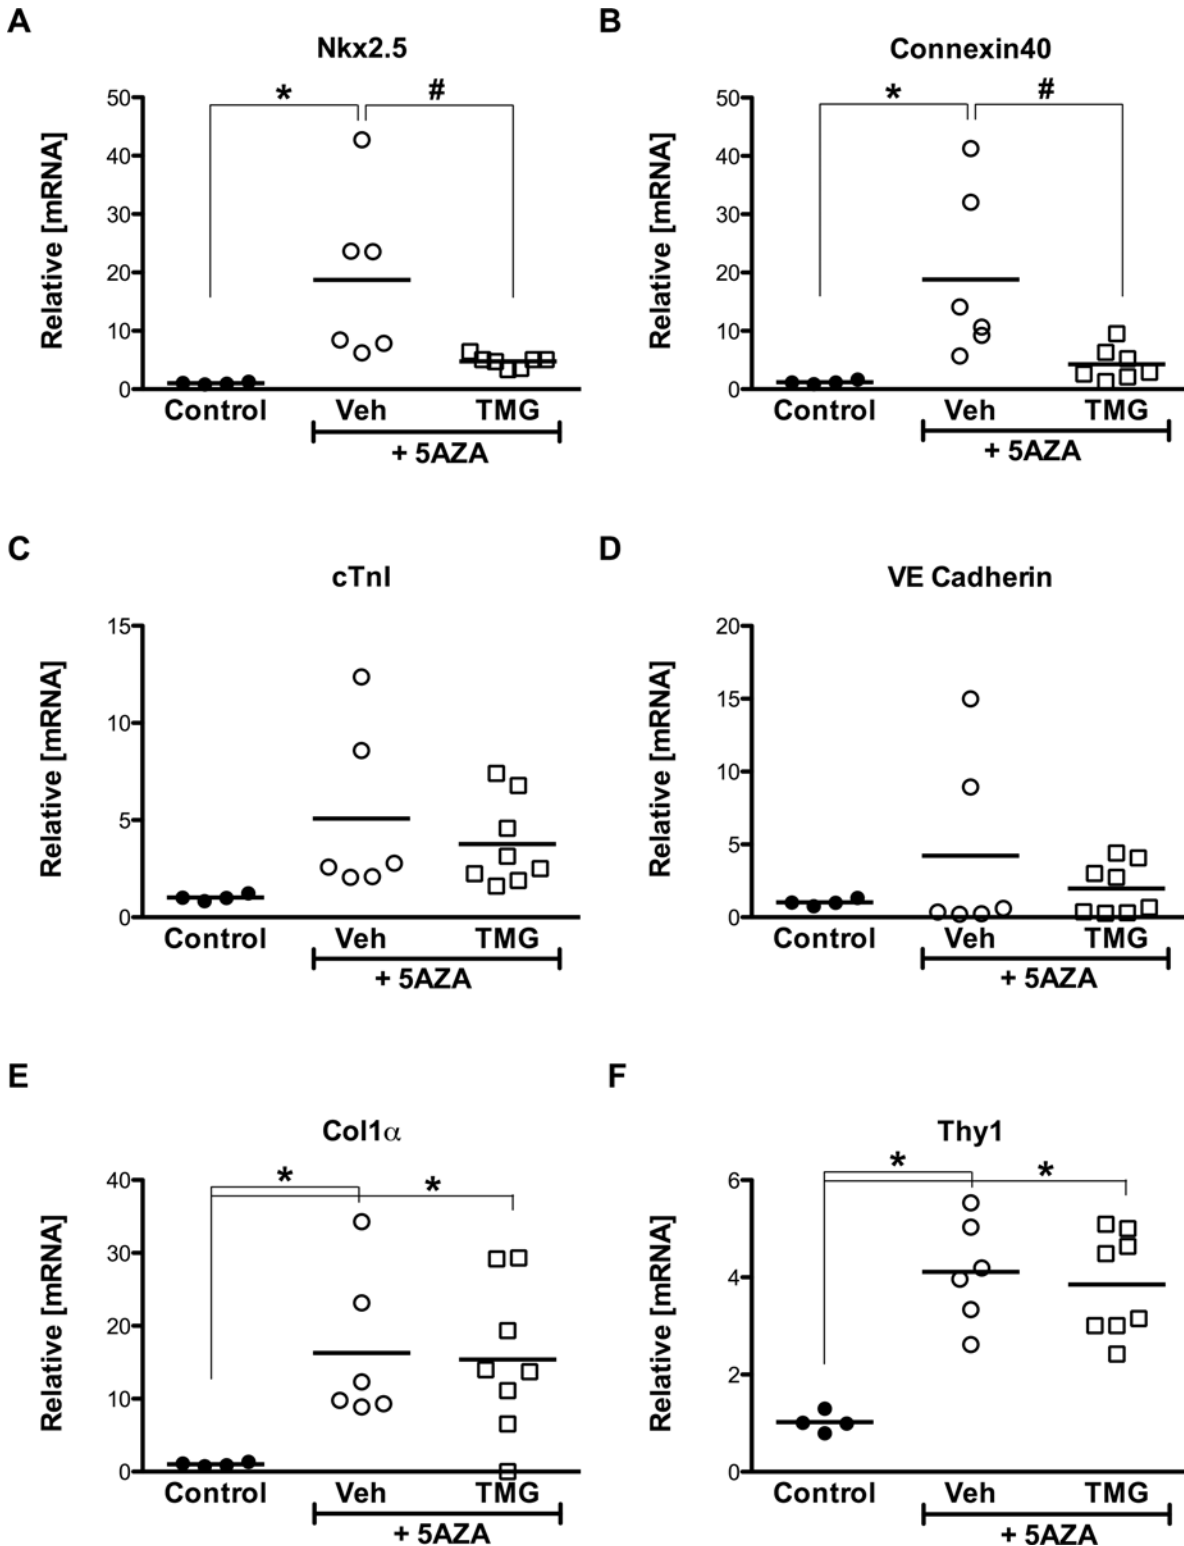 A
B
Nkx2.5
Connexin40
* #
* #
Relative [mRNA]
50
40
30
20
10
0
Relative [mRNA]
50
40
30
20
10
0
Control Veh TMG
Control Veh TMG
+ 5AZA
+ 5AZA
C
D
cTnI
VE Cadherin
Relative [mRNA]
15
10
5
0
Relative [mRNA]
20
15
10
5
0
Control Veh TMG
Control Veh TMG
+ 5AZA
+ 5AZA
E
F
Col1α
Thy1
* *
* *
Relative [mRNA]
40
30
20
10
0
Relative [mRNA]
6
4
2
0
Control Veh TMG
Control Veh TMG
+ 5AZA
+ 5AZA